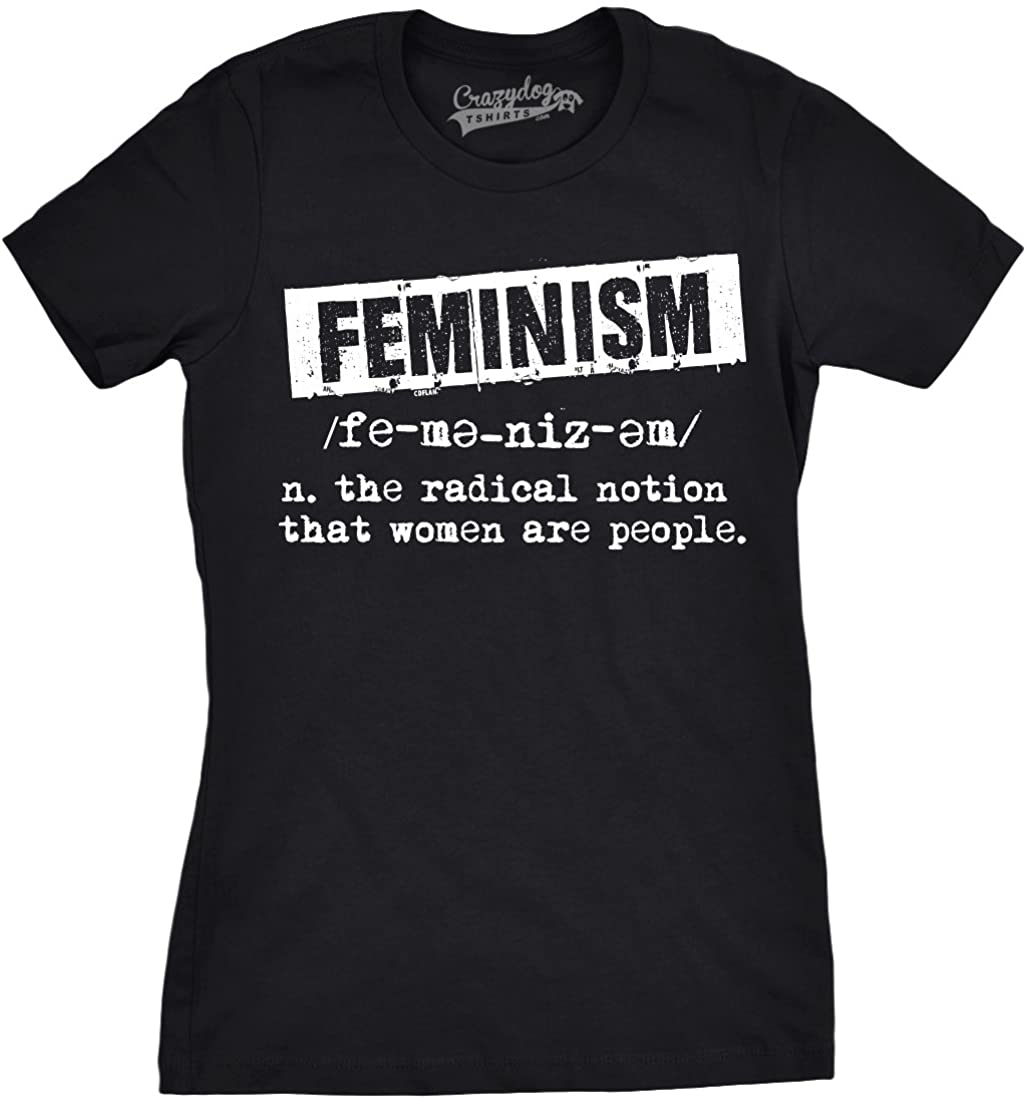 Crazydog
TSHIRTS
FEMINISM
/fe-mə-niz-əm/
n. the radical notion
that women are people.